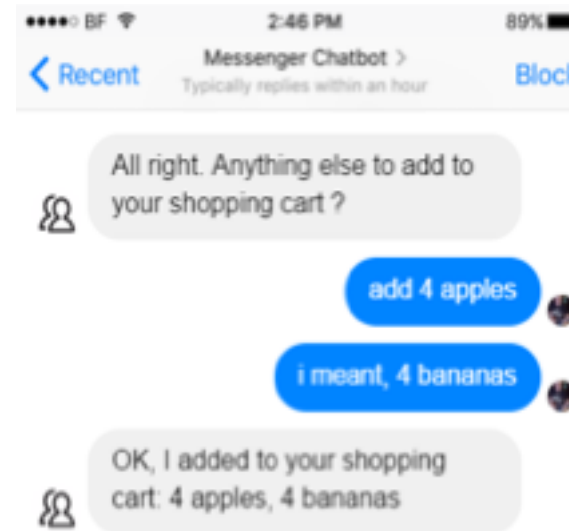 BF 2:46 PM 89%
Recent Messenger Chatbot > Block
Typically replies within an hour
All right. Anything else to add to
your shopping cart ?
add 4 apples
i meant, 4 bananas
OK, I added to your shopping
cart: 4 apples, 4 bananas